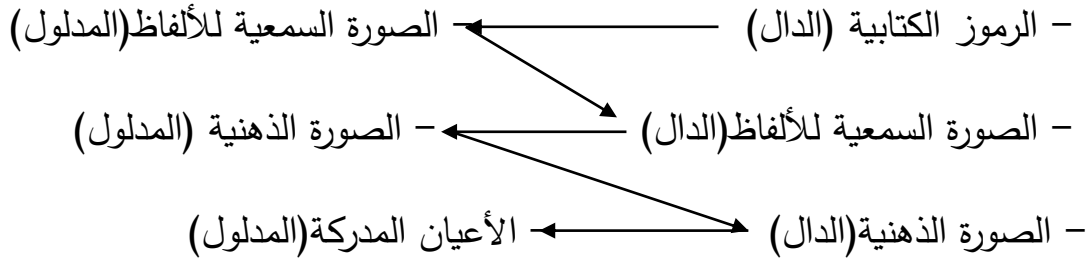 - الرموز الكتابية (الدال) - الصورة السمعية للألفاظ(المدلول)
- الصورة السمعية للألفاظ(الدال) - الصورة الذهنية (المدلول)
- الصورة الذهنية(الدال) - الأعيان المدركة(المدلول)